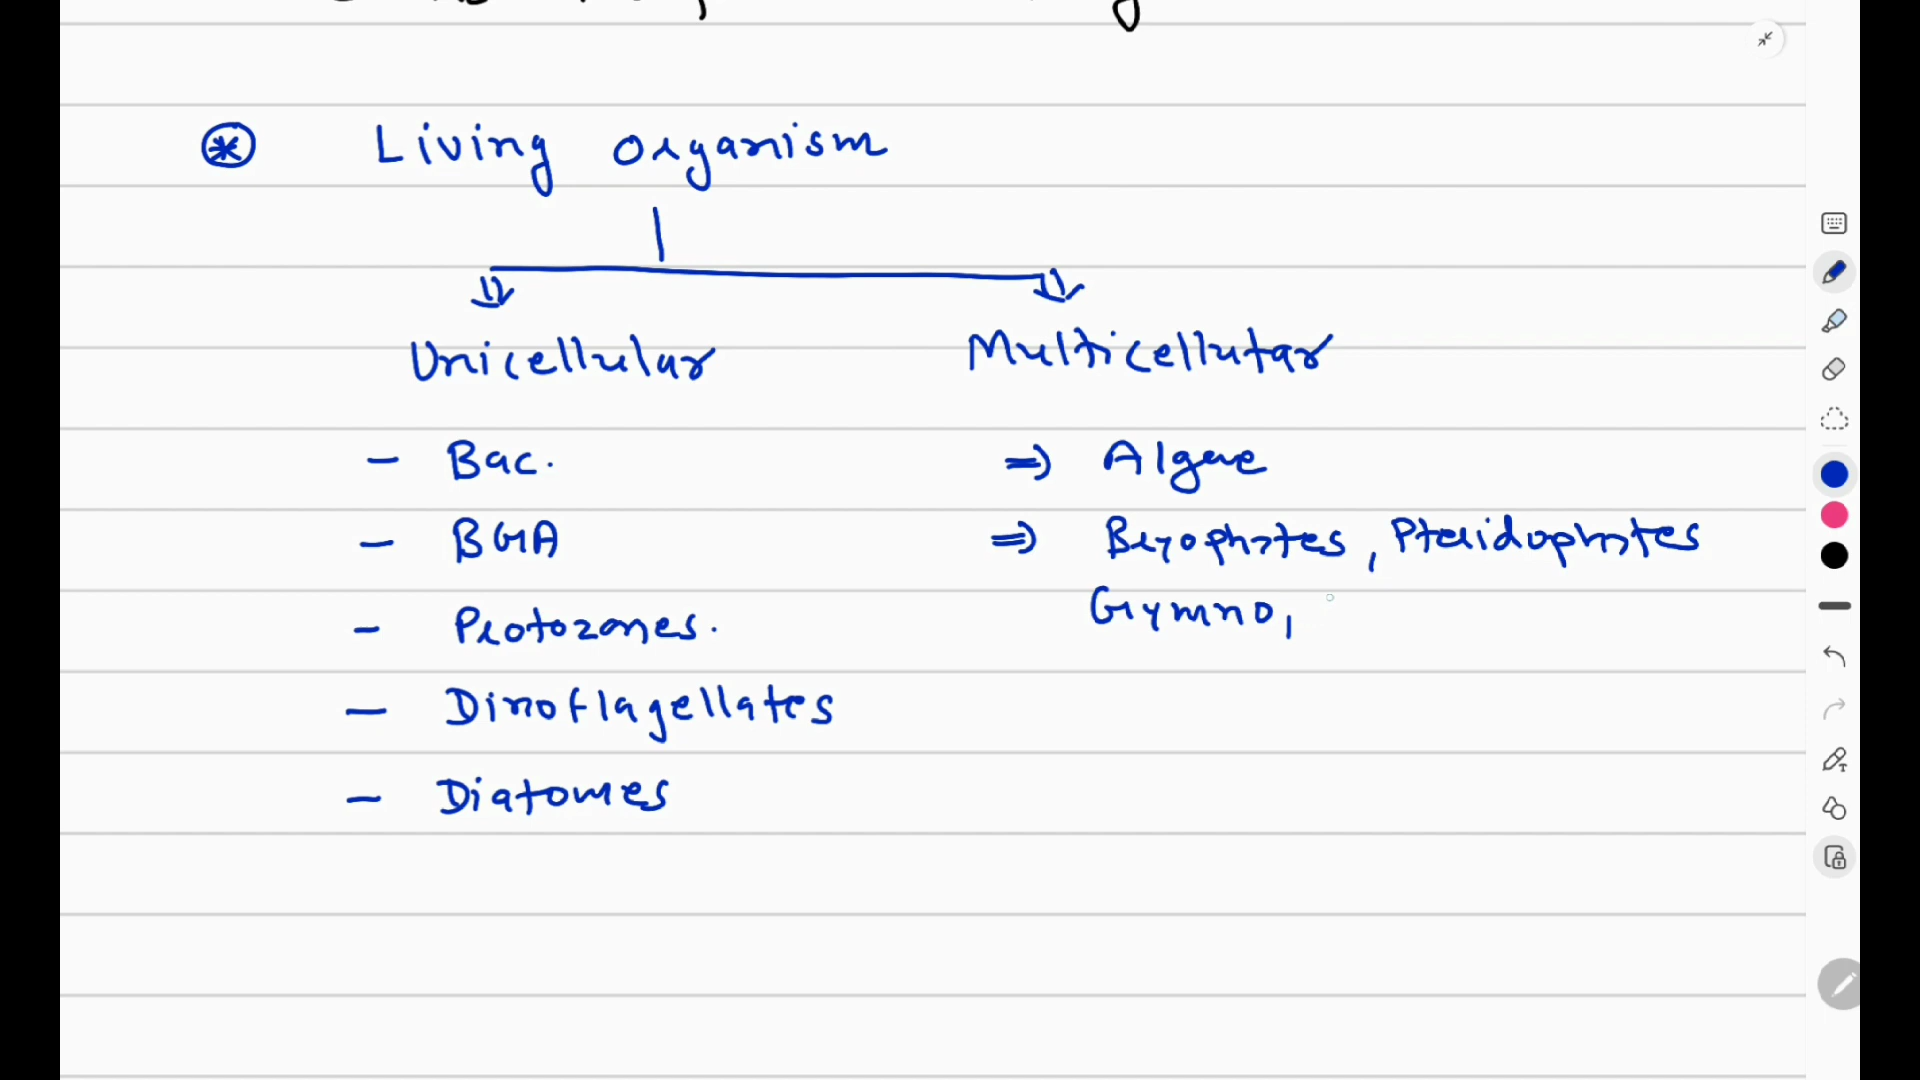 Living organism
Unicellular Multicellular
- Bac. ⇒ Algae
- BGA ⇒ Bryophytes, Pteridophytes
Gymno,
- Protozones.
- Dinoflagellates
- Diatomes